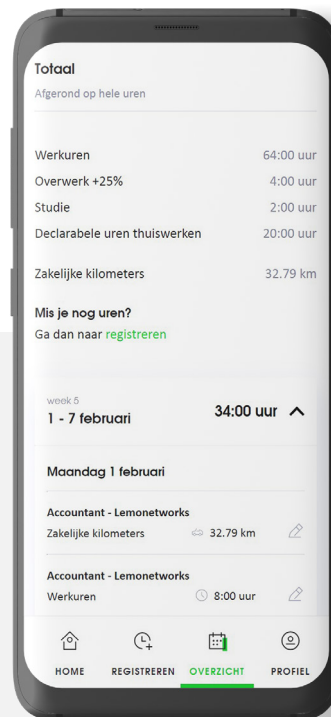 Totaal
Afgerond op hele uren
Werkuren 64:00 uur
Overwerk +25% 4:00 uur
Studie 2:00 uur
Declarabele uren thuiswerken 20:00 uur
Zakelijke kilometers 32.79 km
Mis je nog uren?
Ga dan naar registreren
week 5
1 - 7 februari 34:00 uur
Maandag 1 februari
Accountant - Lemonetworks
Zakelijke kilometers 32.79 km
Accountant - Lemonetworks
Werkuren 8:00 uur
HOME REGISTREREN OVERZICHT PROFIEL